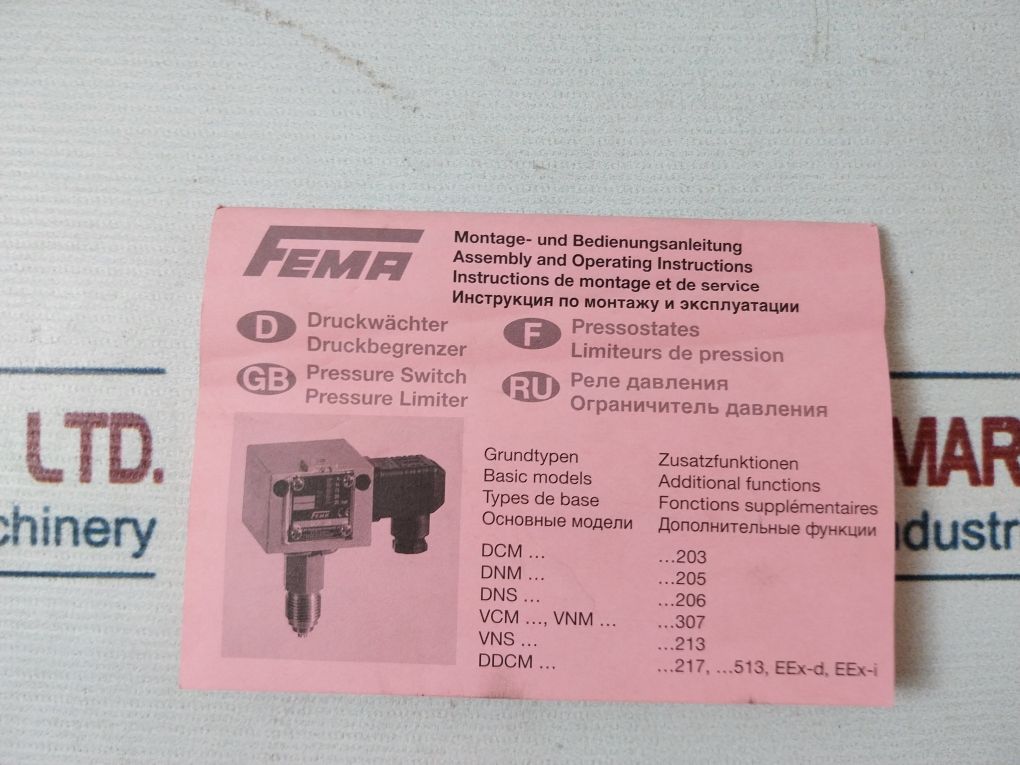 FEMA
Montage- und Bedienungsanleitung
Assembly and Operating Instructions
Instructions de montage et de service
Инструкция по монтажу и эксплуатации
D Druckwächter
Druckbegrenzer
F Pressostates
Limiteurs de pression
GB Pressure Switch
Pressure Limiter
RU Реле давления
Ограничитель давления
Grundtypen Zusatzfunktionen
Basic models Additional functions
Types de base Fonctions supplémentaires
Основные модели Дополнительные функции
DCM ... ...203
DNM ... ...205
DNS ... ...206
VCM ..., VNM ... ...307
VNS ... ...213
DDCM ... ...217, ...513, EEx-d, EEx-i
FEMA
LTD.
chinery
MAR
ndustr